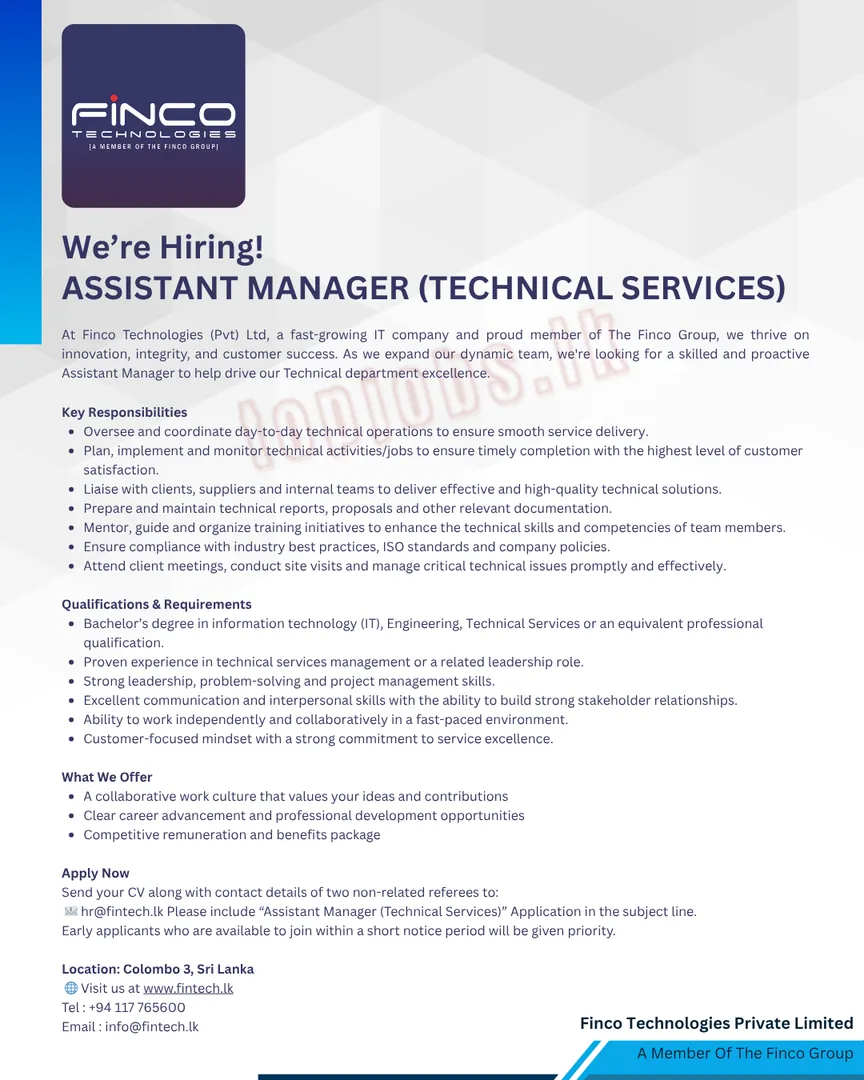 FINCO
TECHNOLOGIES
[A MEMBER OF THE FINCO GROUP]
We’re Hiring!
ASSISTANT MANAGER (TECHNICAL SERVICES)
At Finco Technologies (Pvt) Ltd, a fast-growing IT company and proud member of The Finco Group, we thrive on
innovation, integrity, and customer success. As we expand our dynamic team, we're looking for a skilled and proactive
Assistant Manager to help drive our Technical department excellence.
topjobs.lk
Key Responsibilities
• Oversee and coordinate day-to-day technical operations to ensure smooth service delivery.
• Plan, implement and monitor technical activities/jobs to ensure timely completion with the highest level of customer
satisfaction.
• Liaise with clients, suppliers and internal teams to deliver effective and high-quality technical solutions.
• Prepare and maintain technical reports, proposals and other relevant documentation.
• Mentor, guide and organize training initiatives to enhance the technical skills and competencies of team members.
• Ensure compliance with industry best practices, ISO standards and company policies.
• Attend client meetings, conduct site visits and manage critical technical issues promptly and effectively.
Qualifications & Requirements
• Bachelor’s degree in information technology (IT), Engineering, Technical Services or an equivalent professional
qualification.
• Proven experience in technical services management or a related leadership role.
• Strong leadership, problem-solving and project management skills.
• Excellent communication and interpersonal skills with the ability to build strong stakeholder relationships.
• Ability to work independently and collaboratively in a fast-paced environment.
• Customer-focused mindset with a strong commitment to service excellence.
What We Offer
• A collaborative work culture that values your ideas and contributions
• Clear career advancement and professional development opportunities
• Competitive remuneration and benefits package
Apply Now
Send your CV along with contact details of two non-related referees to:
📧 hr@fintech.lk Please include “Assistant Manager (Technical Services)” Application in the subject line.
Early applicants who are available to join within a short notice period will be given priority.
Location: Colombo 3, Sri Lanka
🌐 Visit us at www.fintech.lk
Tel : +94 117 765600
Email : info@fintech.lk
Finco Technologies Private Limited
A Member Of The Finco Group